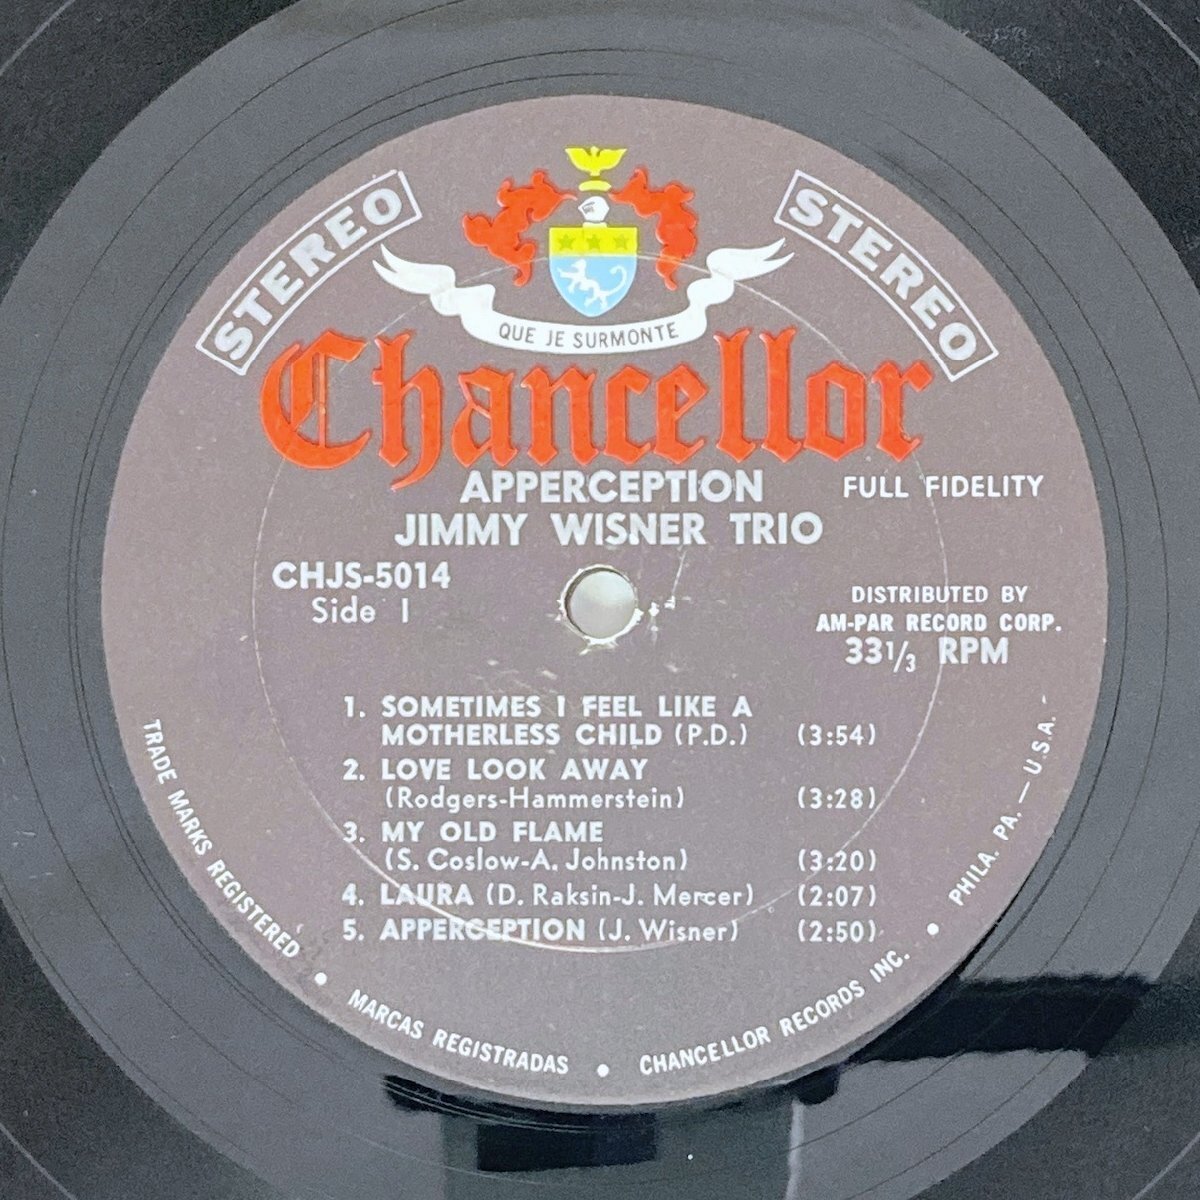 STEREO
STEREO
QUE JE SURMONTE
Chancellor
APPERCEPTION
FULL FIDELITY
JIMMY WISNER TRIO
CHJS-5014
Side 1
DISTRIBUTED BY
AM-PAR RECORD CORP.
33 1/3 RPM
1. SOMETIMES I FEEL LIKE A
MOTHERLESS CHILD (P.D.) (3:54)
2. LOVE LOOK AWAY
(Rodgers-Hammerstein) (3:28)
3. MY OLD FLAME
(S. Coslow-A. Johnston) (3:20)
4. LAURA (D. Raksin-J. Mercer) (2:07)
5. APPERCEPTION (J. Wisner) (2:50)
TRADE MARKS REGISTERED • MARCAS REGISTRADAS • CHANCELLOR RECORDS INC. • PHILA. PA. — U.S.A.